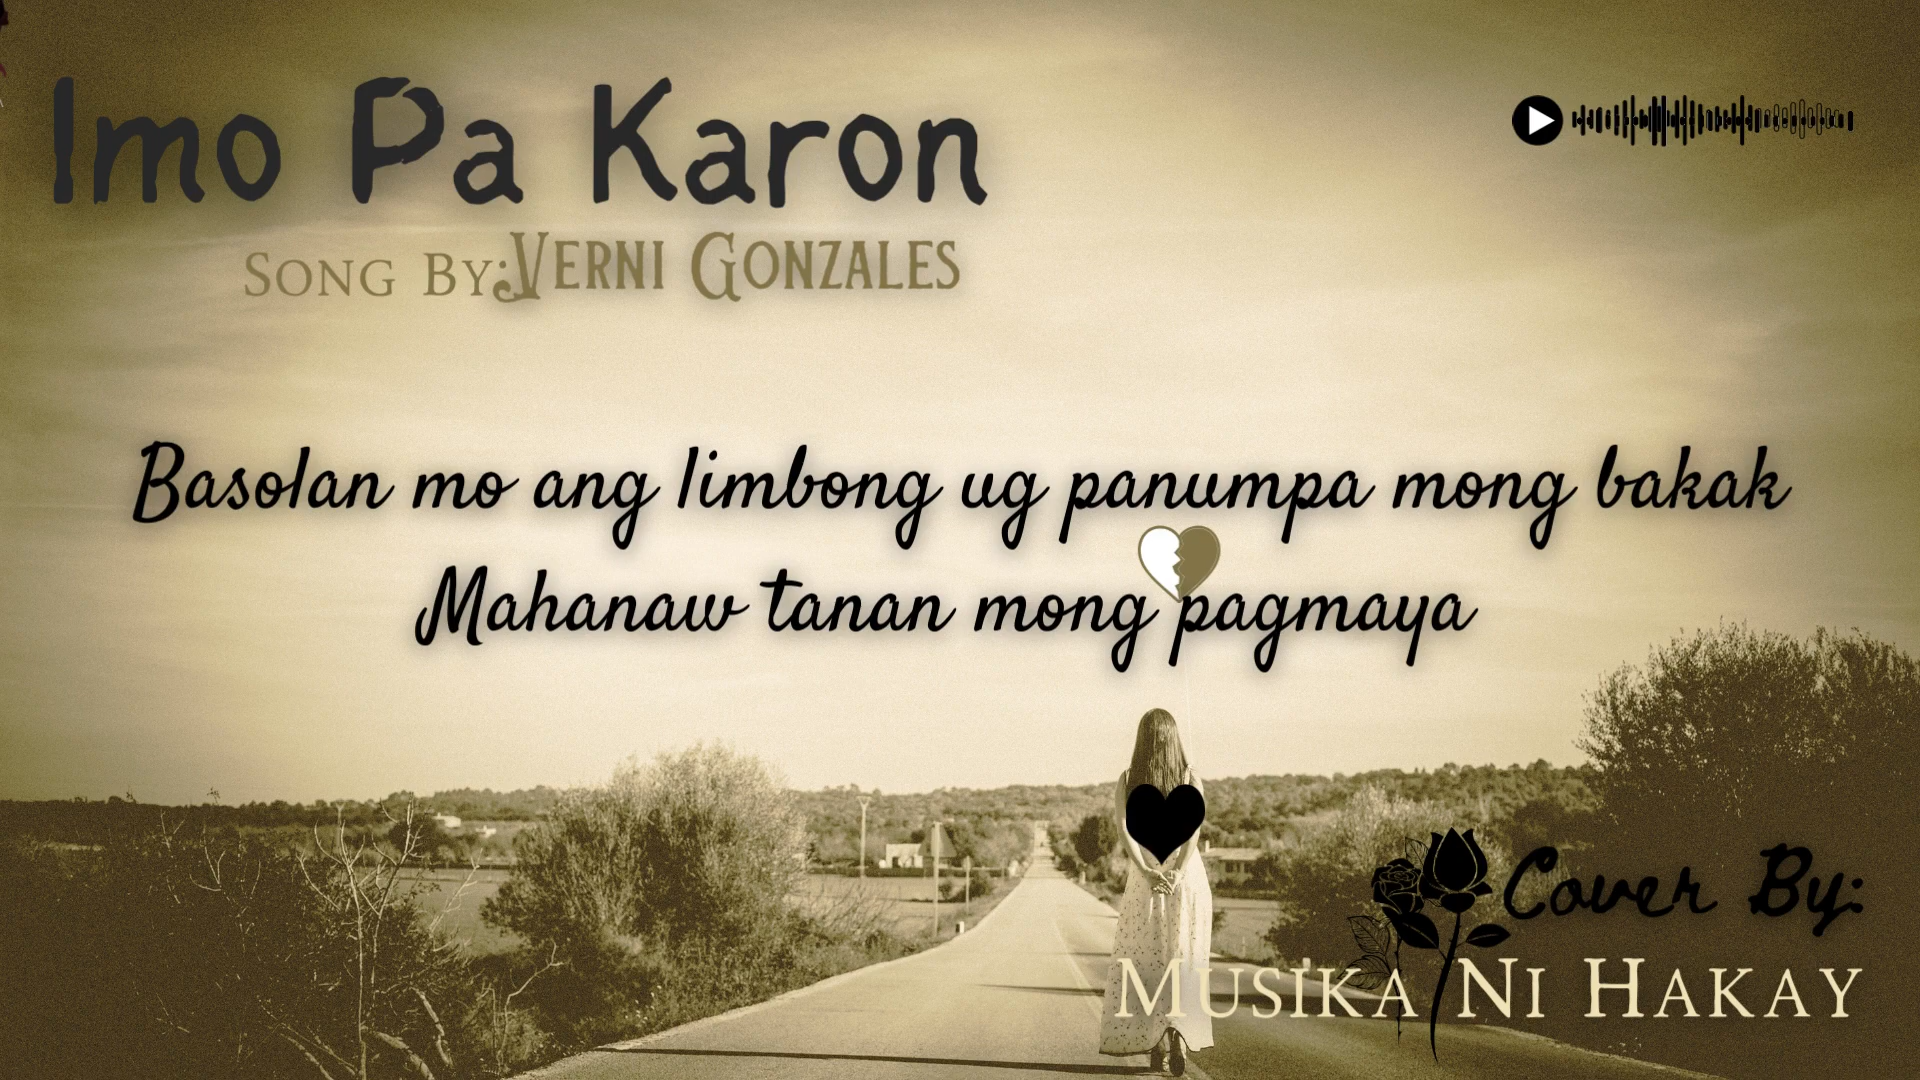 Imo Pa Karon
Song By: Verni Gonzales
Basolan mo ang limbong ug panumpa mong bakak
Mahanaw tanan mong pagmaya
Cover By:
Musika Ni Hakay